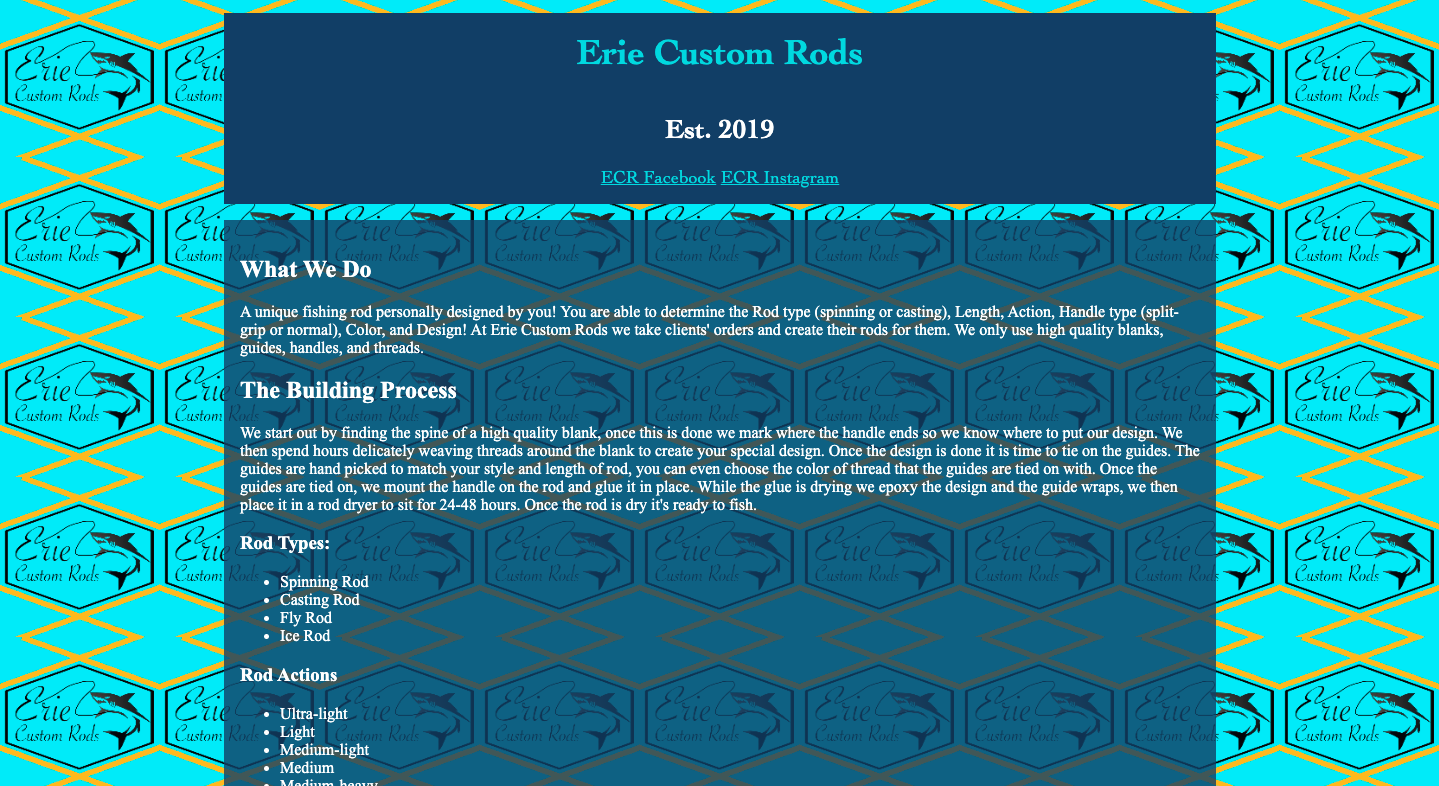 Erie Custom Rods
Est. 2019
ECR Facebook ECR Instagram
What We Do
A unique fishing rod personally designed by you! You are able to determine the Rod type (spinning or casting), Length, Action, Handle type (split-
grip or normal), Color, and Design! At Erie Custom Rods we take clients' orders and create their rods for them. We only use high quality blanks,
guides, handles, and threads.
The Building Process
We start out by finding the spine of a high quality blank, once this is done we mark where the handle ends so we know where to put our design. We
then spend hours delicately weaving threads around the blank to create your special design. Once the design is done it is time to tie on the guides. The
guides are hand picked to match your style and length of rod, you can even choose the color of thread that the guides are tied on with. Once the
guides are tied on, we mount the handle on the rod and glue it in place. While the glue is drying we epoxy the design and the guide wraps, we then
place it in a rod dryer to sit for 24-48 hours. Once the rod is dry it's ready to fish.
Rod Types:
Spinning Rod
Casting Rod
Fly Rod
Ice Rod
Rod Actions
Ultra-light
Light
Medium-light
Medium
Medium-heavy
Erie
Custom Rods